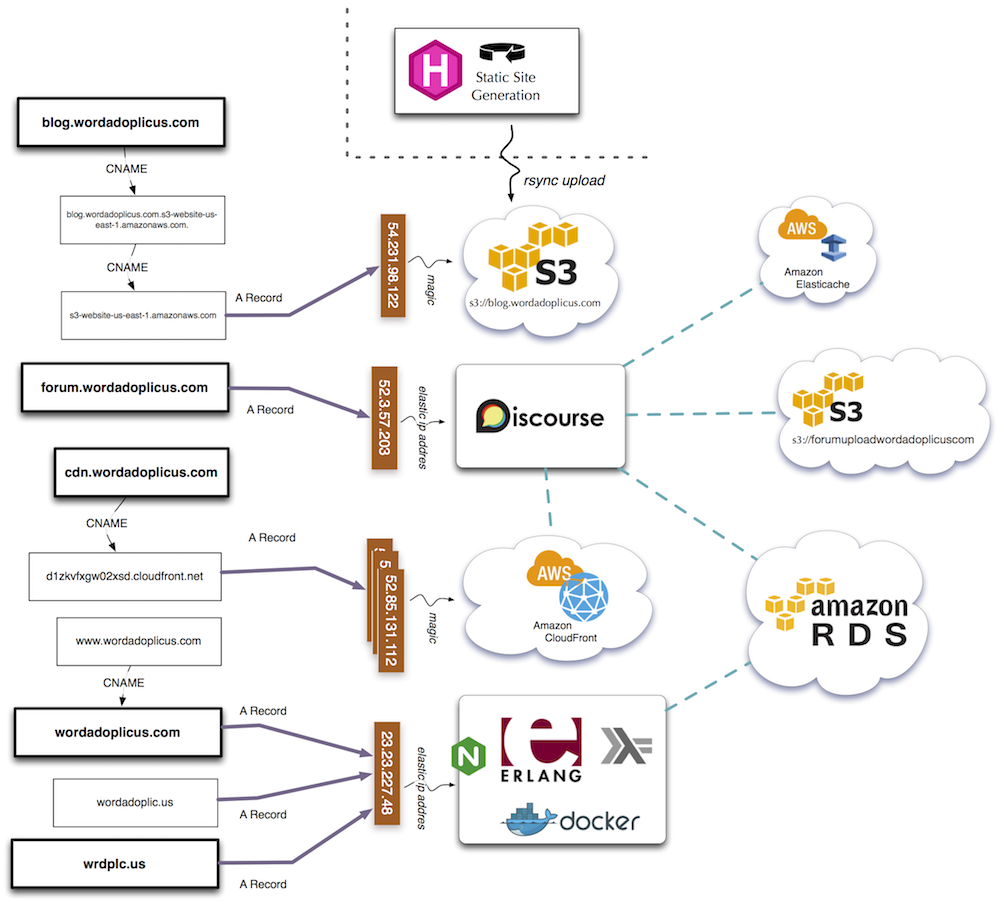 H
Static Site
Generation
rsync upload
blog.wordadoplicus.com
CNAME
blog.wordadoplicus.com.s3-website-us-
east-1.amazonaws.com.
CNAME
s3-website-us-east-1.amazonaws.com
A Record
54.231.98.122
magic
S3
s3://blog.wordadoplicus.com
AWS
Amazon
Elasticache
forum.wordadoplicus.com
A Record
52.3.57.203
elastic ip addres
Discourse
S3
s3://forumuploadwordadoplicuscom
cdn.wordadoplicus.com
CNAME
d1zkvfxgw02xsd.cloudfront.net
A Record
5
52.85.131.112
magic
AWS
Amazon
CloudFront
amazon
RDS
www.wordadoplicus.com
CNAME
wordadoplicus.com
A Record
wordadoplic.us
A Record
wrdplc.us
A Record
23.23.227.48
elastic ip addres
N
e
ERLANG
docker